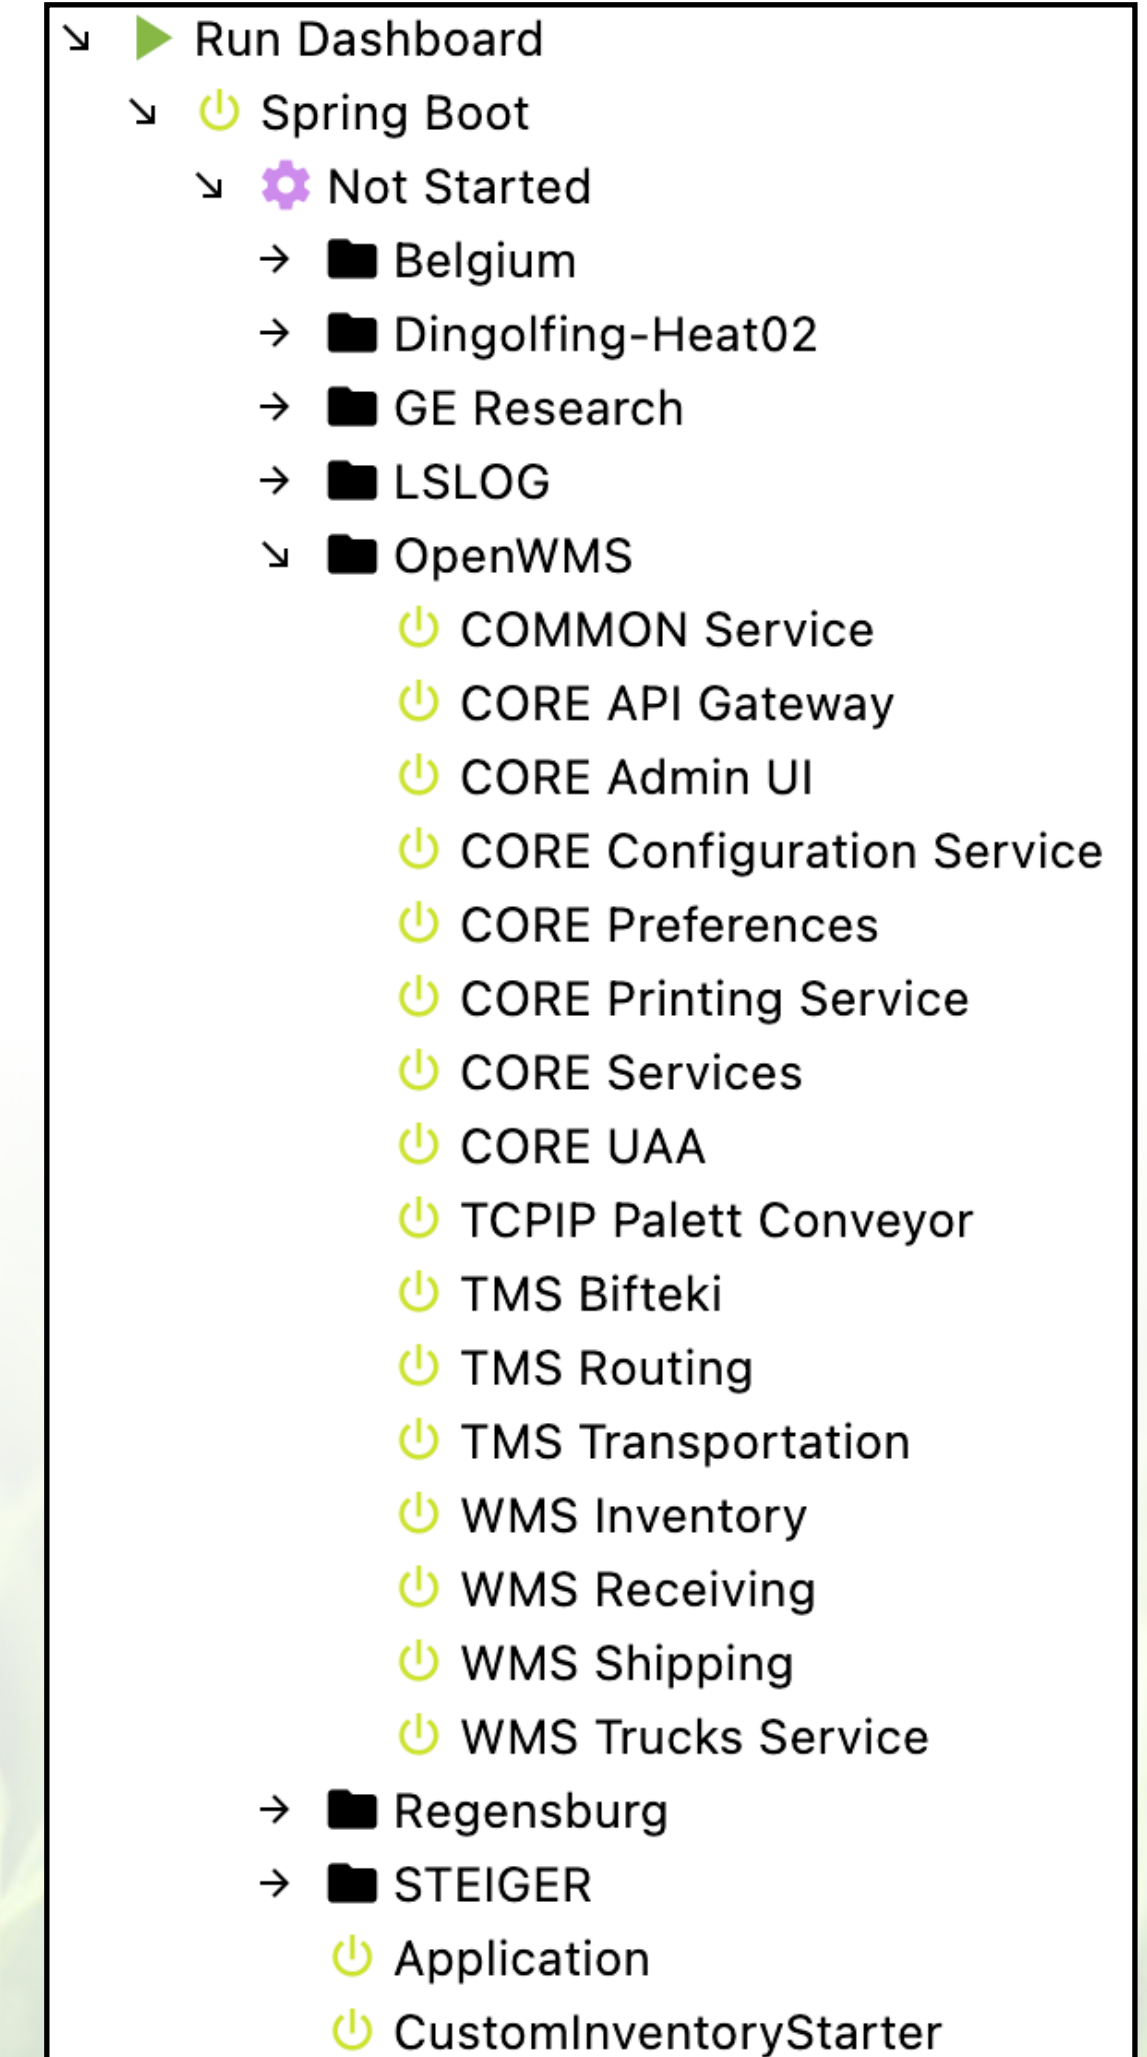 Run Dashboard
Spring Boot
Not Started
Belgium
Dingolfing-Heat02
GE Research
LSLOG
OpenWMS
COMMON Service
CORE API Gateway
CORE Admin UI
CORE Configuration Service
CORE Preferences
CORE Printing Service
CORE Services
CORE UAA
TCPIP Palett Conveyor
TMS Bifteki
TMS Routing
TMS Transportation
WMS Inventory
WMS Receiving
WMS Shipping
WMS Trucks Service
Regensburg
STEIGER
Application
CustomInventoryStarter